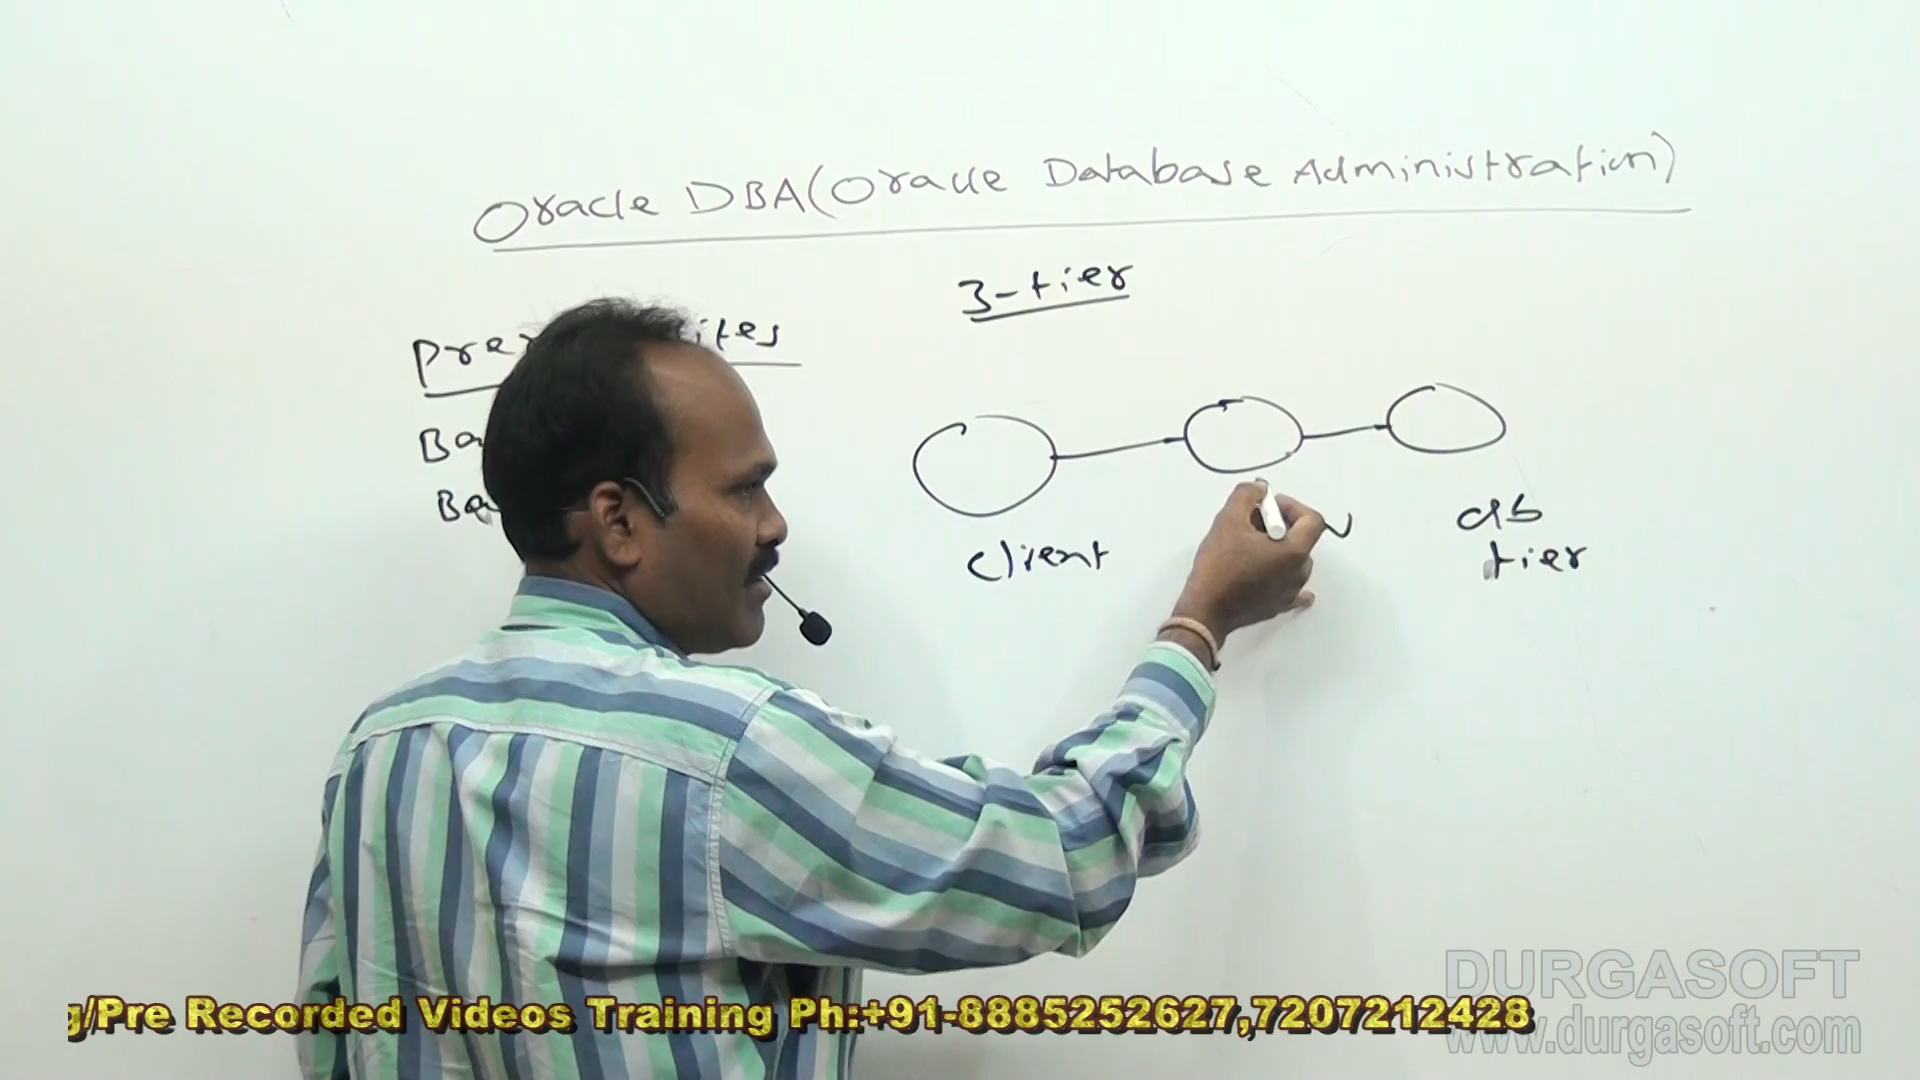 Oracle DBA(Oracle Database Administration)
3-tier
Client
db
tier
g/Pre Recorded Videos Training Ph:+91-8885252627,7207212428
DURGASOFT
www.durgasoft.com